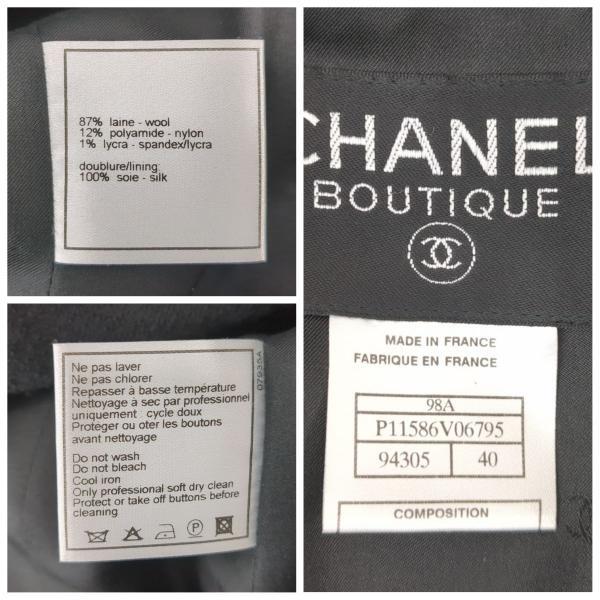 87% laine - wool
12% polyamide - nylon
1% lycra - spandex/lycra
doublure/lining:
100% soie - silk
CHANEL
BOUTIQUE
MADE IN FRANCE
FABRIQUE EN FRANCE
98A
P11586V06795
94305 40
COMPOSITION
Ne pas laver
Ne pas chlorer
Repasser à basse température
Nettoyage à sec par professionnel
uniquement : cycle doux
Proteger ou oter les boutons
avant nettoyage
Do not wash
Do not bleach
Cool iron
Only professional soft dry clean
Protect or take off buttons before
cleaning
P
07935A